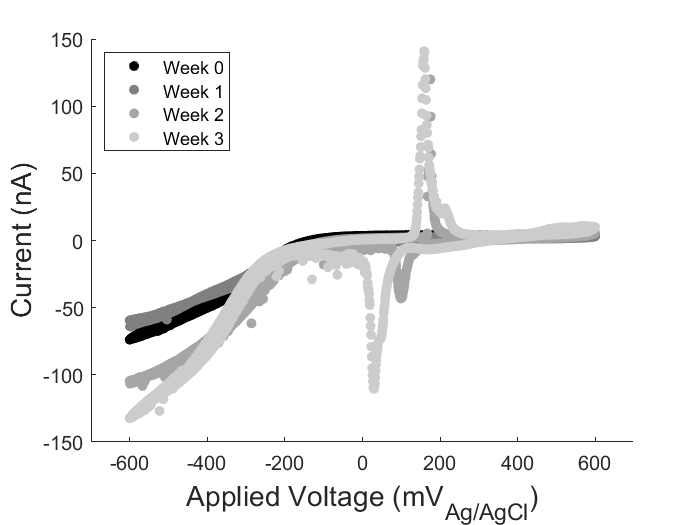 150
100
50
0
-50
-100
-150
Week 0
Week 1
Week 2
Week 3
Current (nA)
-600 -400 -200 0 200 400 600
Applied Voltage (mVAg/AgCl)